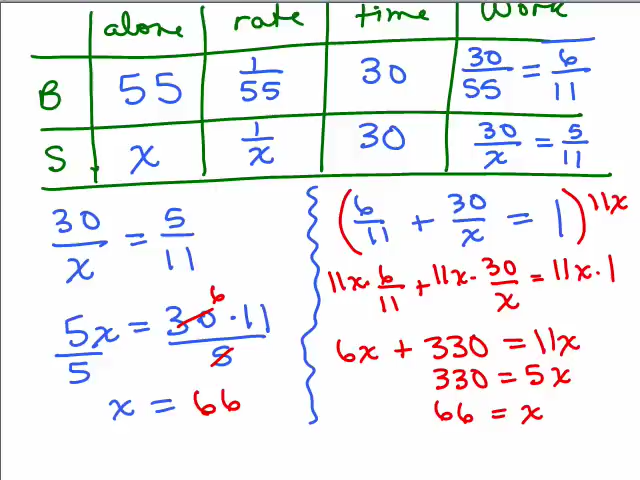 alone rate time Work
B 55 1/55 30 30/55 = 6/11
S x 1/x 30 30/x = 5/11
30/x = 5/11
5x/5 = 30·11/5 6
x = 66
(6/11 + 30/x = 1) 11x
11x · 6/11 + 11x · 30/x = 11x · 1
6x + 330 = 11x
330 = 5x
66 = x